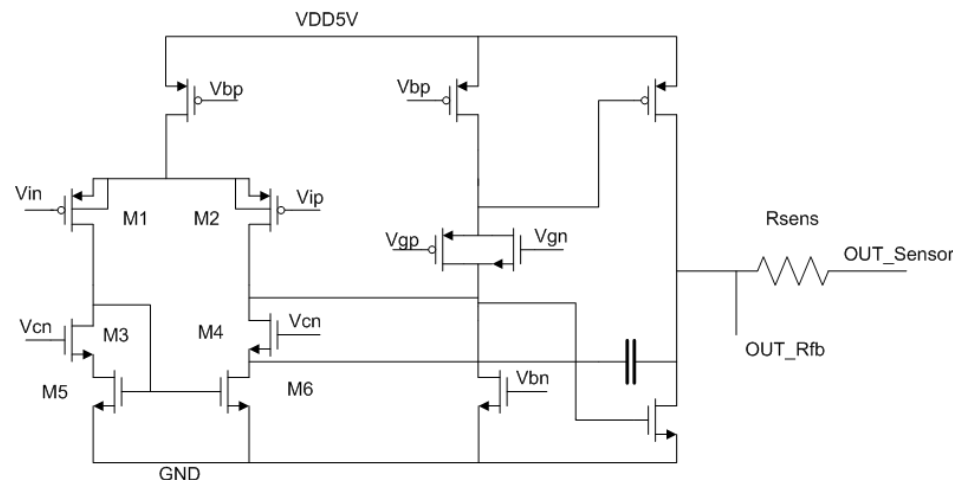 VDD5V
Vbp
Vbp
Vin
M1
M2
Vip
Rsens
Vgp
Vgn
OUT_Sensor
Vcn
M3
M4
Vcn
OUT_Rfb
M5
M6
Vbn
GND